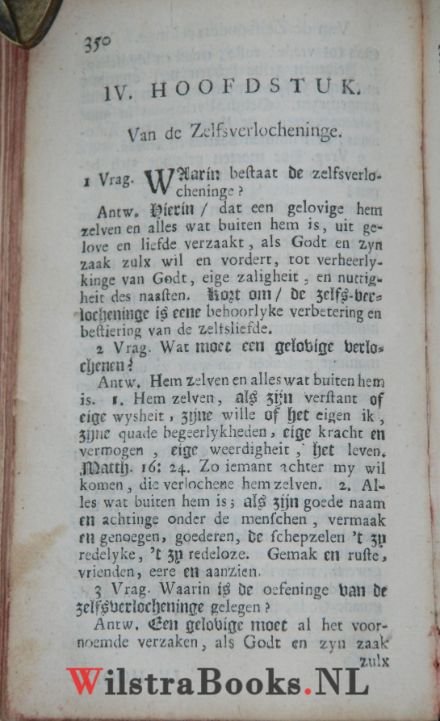 350
IV. HOOFDSTUK.
Van de Zelfsverlocheninge.
1 Vrag. WAarin bestaat de zelfsverlo-
cheninge?
Antw. Hierin / dat een gelovige hem
zelven en alles wat buiten hem is, uit ge-
love en liefde verzaakt, als Godt en zyn
zaak zulx wil en vordert, tot verheerly-
kinge van Godt, eige zaligheit, en nuttig-
heit des naasten. Kort om / de zelfs-ver-
locheninge is eene behoorlyke verbetering en
bestiering van de zelfsliefde.
2 Vrag. Wat moet een gelovige verlo-
chenen?
Antw. Hem zelven en alles wat buiten hem
is. 1. Hem zelven, als zijn verstant of
eige wysheit, zijne wille of het eigen ik,
zijne quade begeerlykheden, eige kracht en
vermogen, eige weerdigheit, het leven.
Matth. 16: 24. Zo iemant achter my wil
komen, die verlochene hem zelven. 2. Al-
les wat buiten hem is; als zijn goede naam
en achtinge onder de menschen, vermaak
en genoegen, goederen, de schepzelen 't zp
redelyke, 't zp redeloze. Gemak en ruste,
vrienden, eere en aanzien.
3 Vrag. Waarin is de oefeninge van de
zelfsverlocheninge gelegen?
Antw. Een gelovige moet al het voor-
noemde verzaken, als Godt en zyn zaak
zulx
WilstraBooks.NL